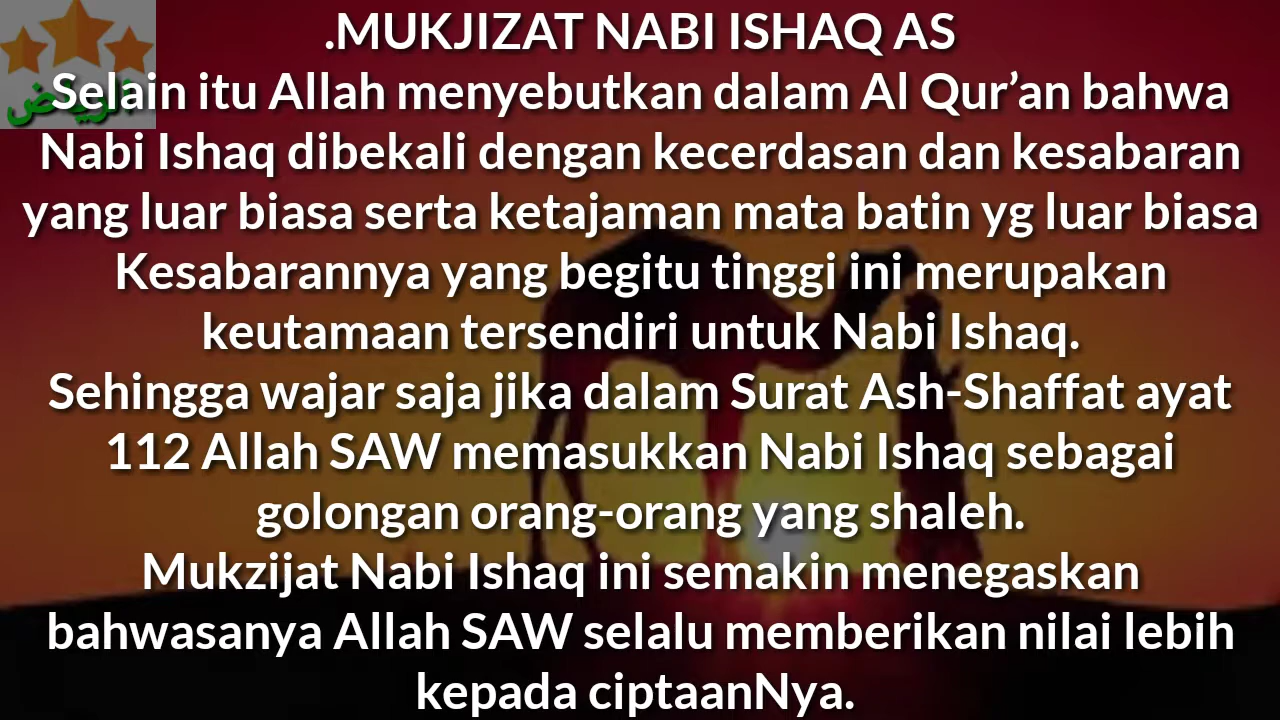 .MUKJIZAT NABI ISHAQ AS
Selain itu Allah menyebutkan dalam Al Qur’an bahwa
Nabi Ishaq dibekali dengan kecerdasan dan kesabaran
yang luar biasa serta ketajaman mata batin yg luar biasa
Kesabarannya yang begitu tinggi ini merupakan
keutamaan tersendiri untuk Nabi Ishaq.
Sehingga wajar saja jika dalam Surat Ash-Shaffat ayat
112 Allah SAW memasukkan Nabi Ishaq sebagai
golongan orang-orang yang shaleh.
Mukzijat Nabi Ishaq ini semakin menegaskan
bahwasanya Allah SAW selalu memberikan nilai lebih
kepada ciptaanNya.